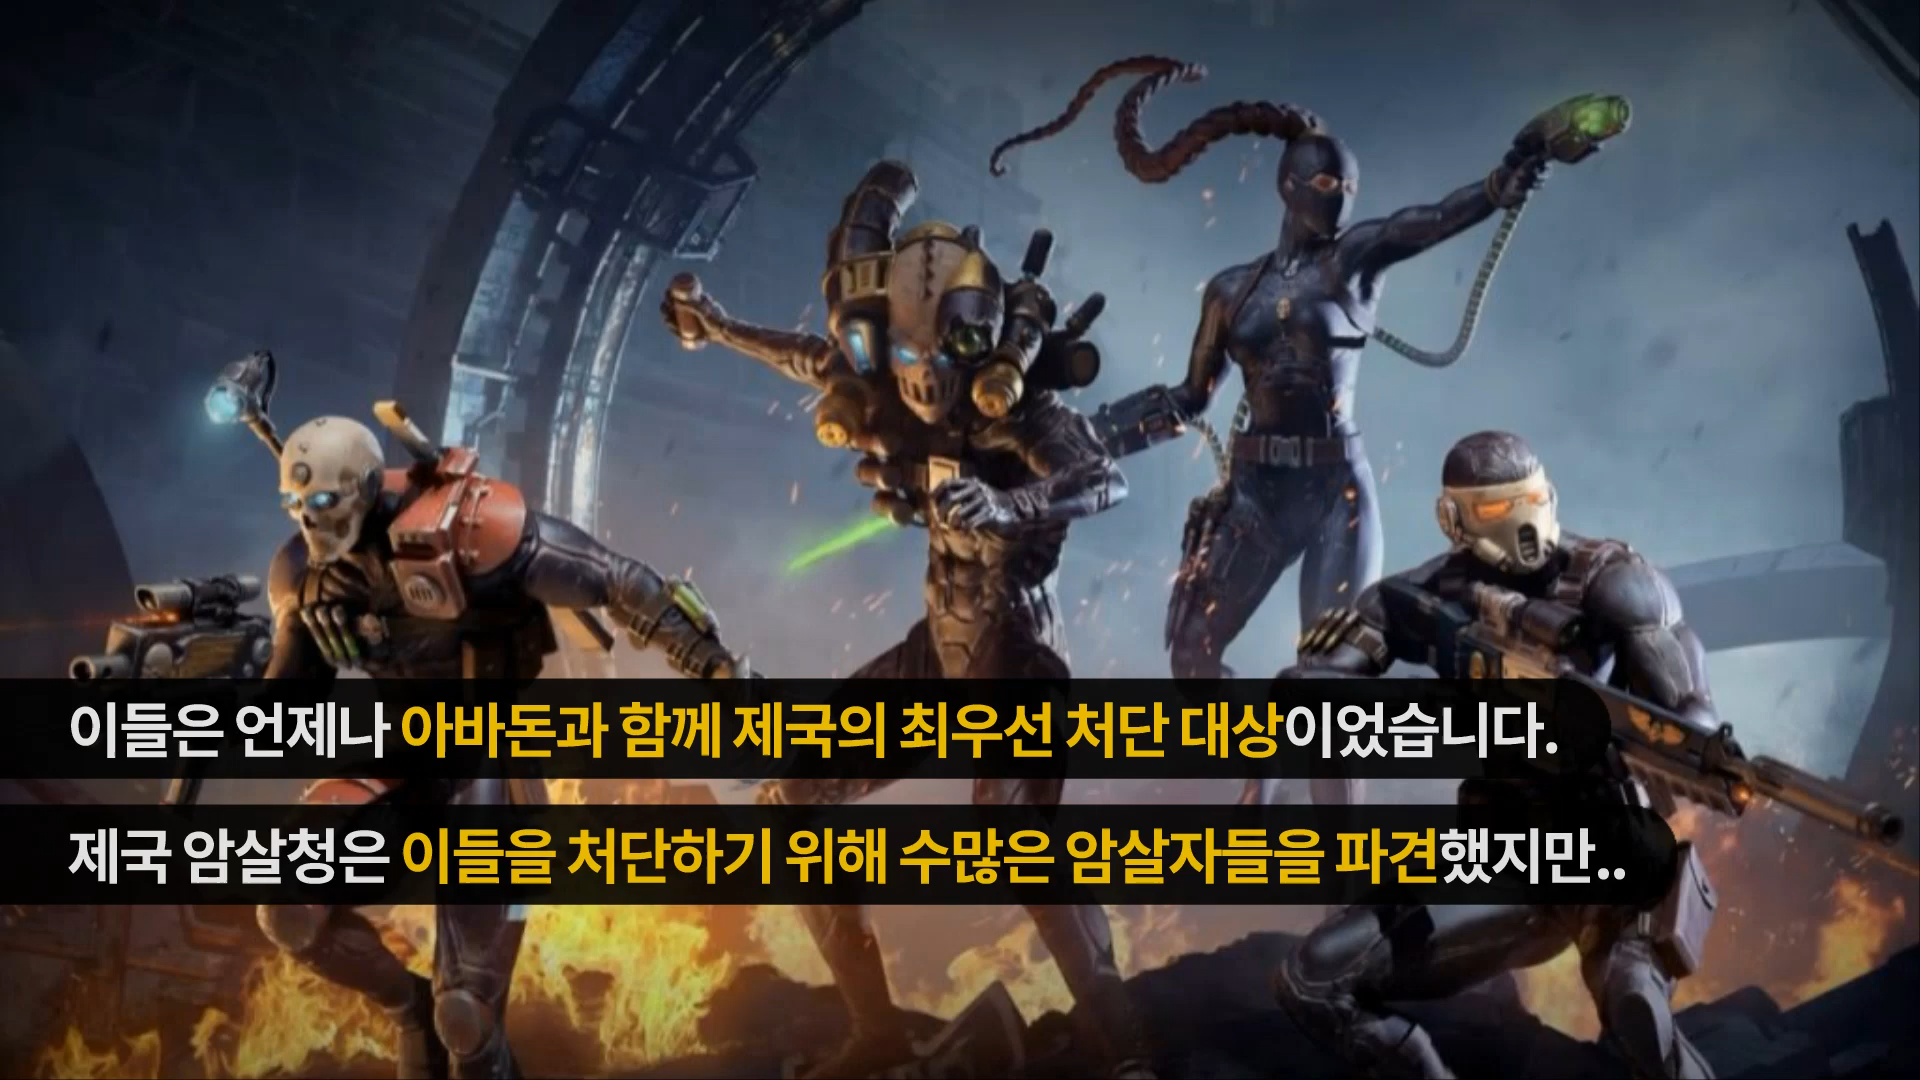 이들은 언제나 아바돈과 함께 제국의 최우선 처단 대상이었습니다.
제국 암살청은 이들을 처단하기 위해 수많은 암살자들을 파견했지만..